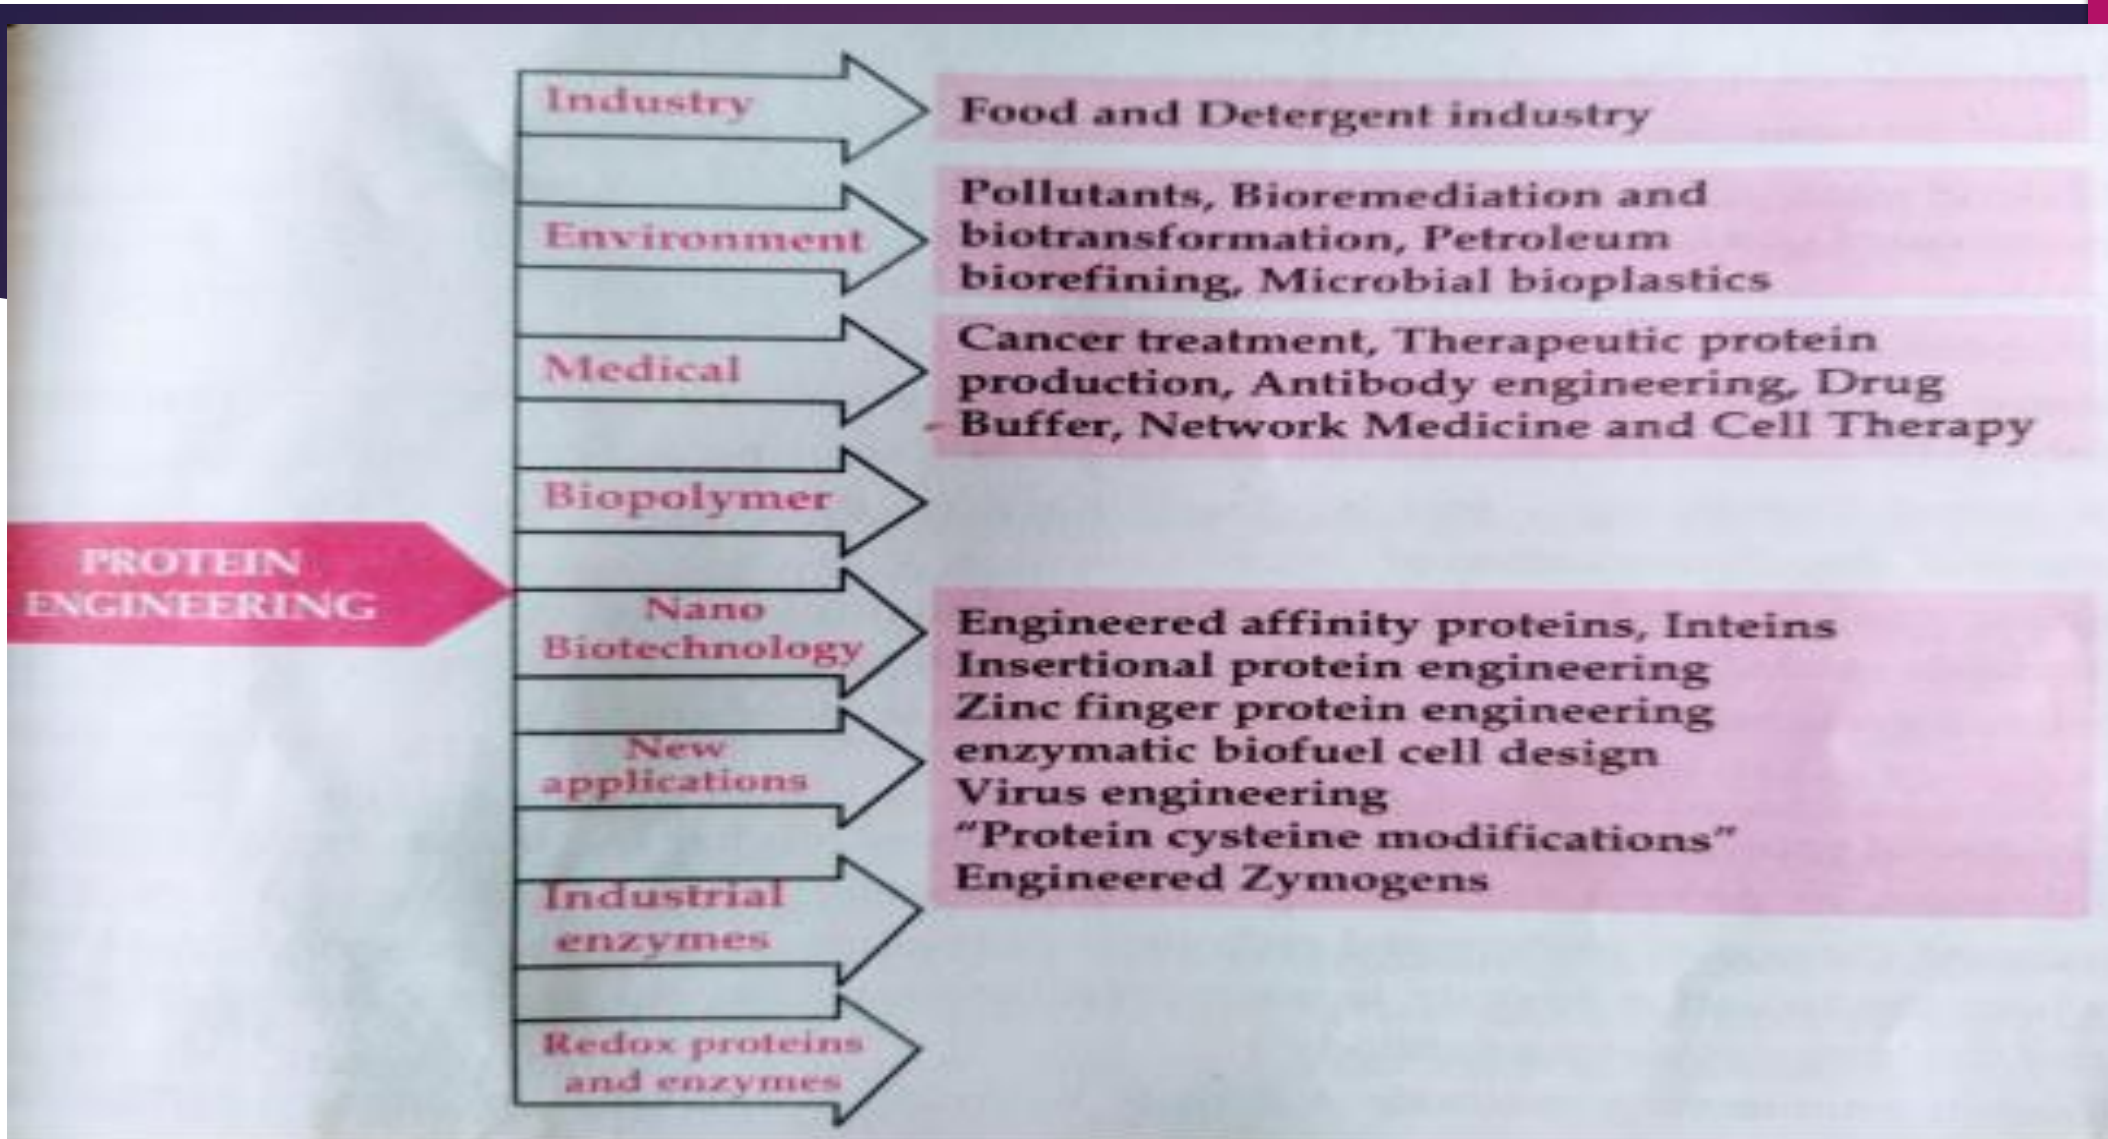 PROTEIN
ENGINEERING
Industry
Food and Detergent industry
Environment
Pollutants, Bioremediation and
biotransformation, Petroleum
biorefining, Microbial bioplastics
Medical
Cancer treatment, Therapeutic protein
production, Antibody engineering, Drug
Buffer, Network Medicine and Cell Therapy
Biopolymer
Nano
Biotechnology
New
applications
Engineered affinity proteins, Inteins
Insertional protein engineering
Zinc finger protein engineering
enzymatic biofuel cell design
Virus engineering
“Protein cysteine modifications”
Engineered Zymogens
Industrial
enzymes
Redox proteins
and enzymes